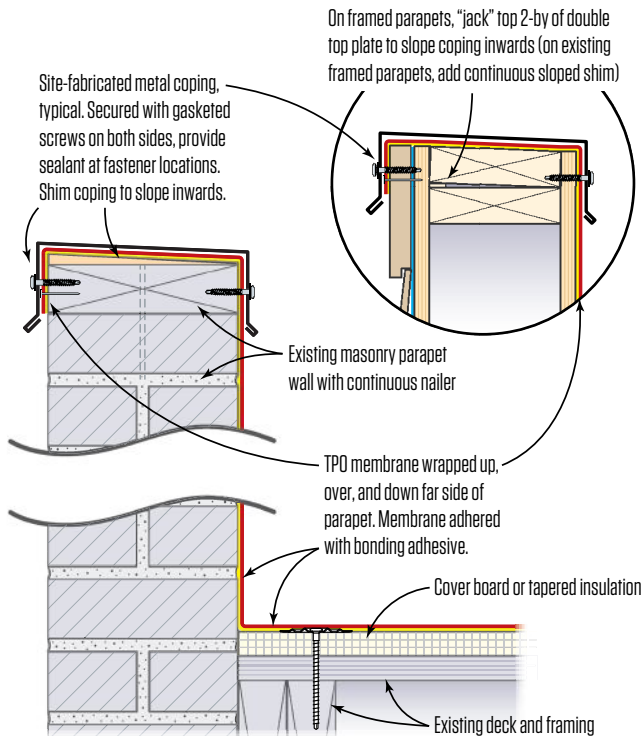 On framed parapets, “jack” top 2-by of double
top plate to slope coping inwards (on existing
framed parapets, add continuous sloped shim)
Site-fabricated metal coping,
typical. Secured with gasketed
screws on both sides, provide
sealant at fastener locations.
Shim coping to slope inwards.
Existing masonry parapet
wall with continuous nailer
TPO membrane wrapped up,
over, and down far side of
parapet. Membrane adhered
with bonding adhesive.
Cover board or tapered insulation
Existing deck and framing